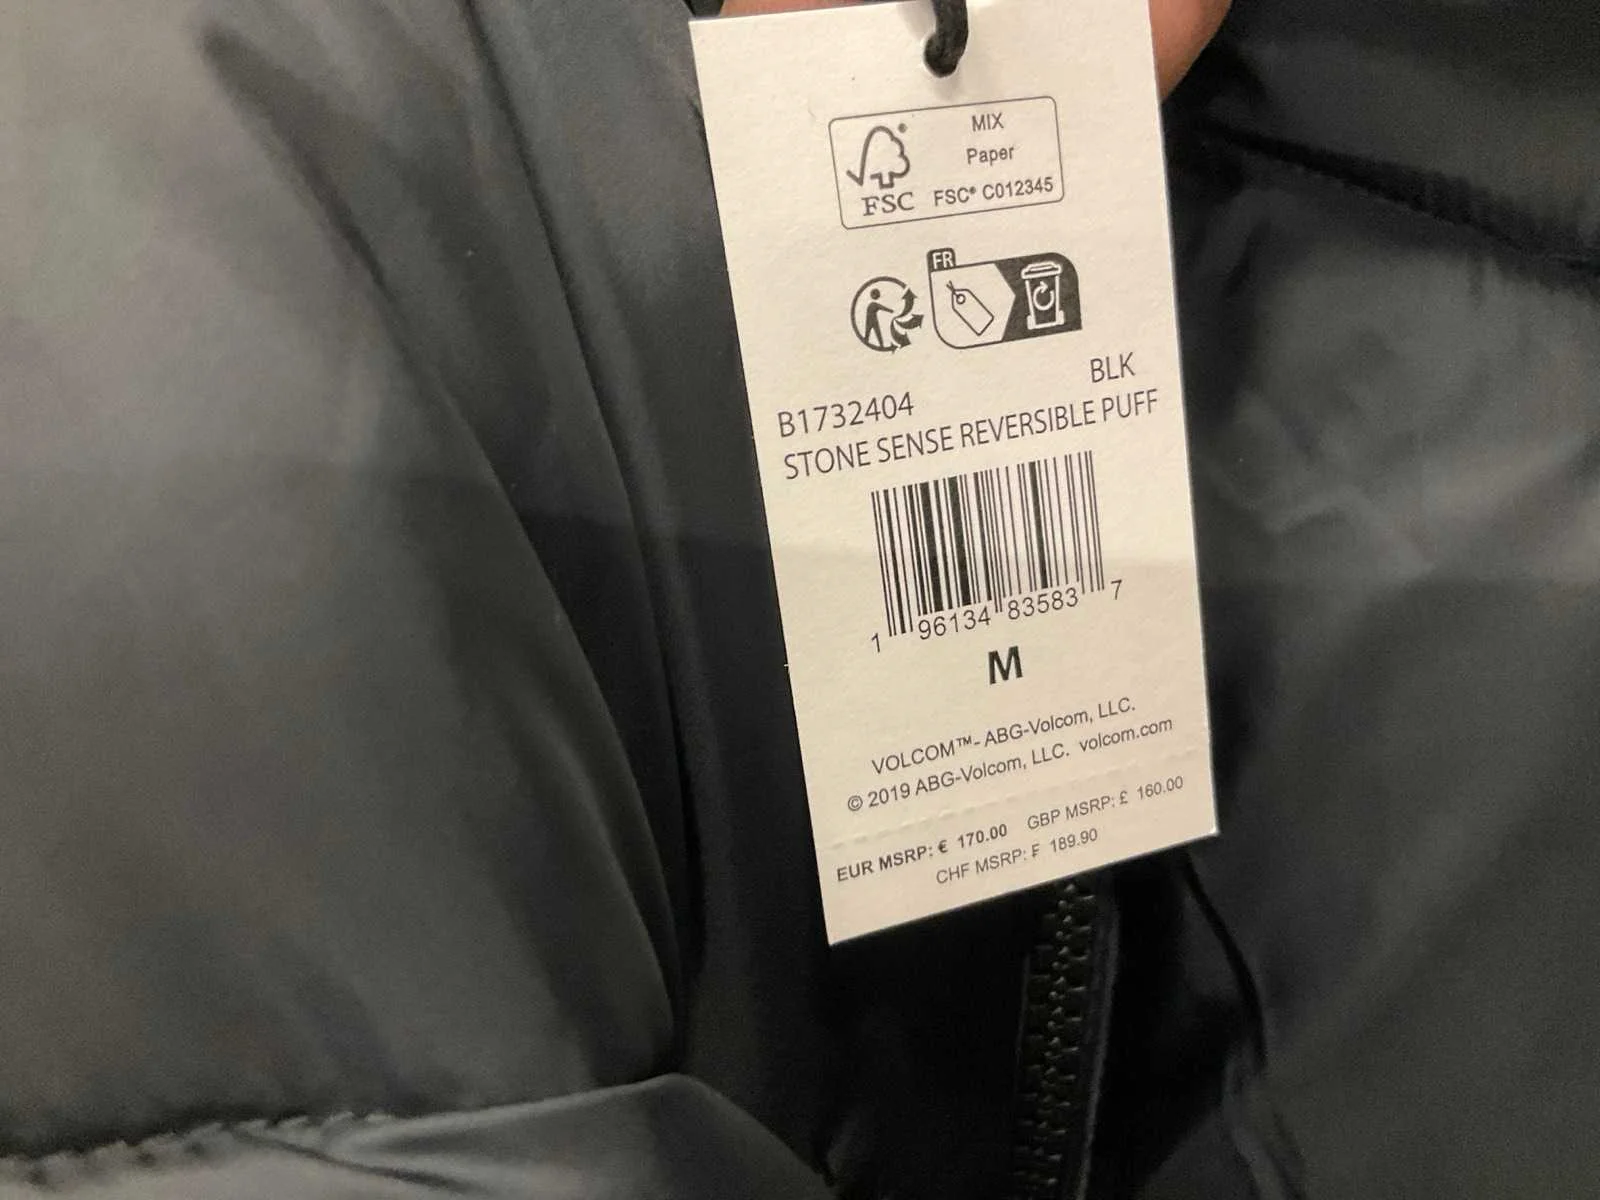 MIX
Paper
FSC FSC® C012345
FR
BLK
B1732404
STONE SENSE REVERSIBLE PUFF
1 96134 83583 7
M
VOLCOM™- ABG-Volcom, LLC.
© 2019 ABG-Volcom, LLC. volcom.com
EUR MSRP: € 170.00 GBP MSRP: £ 160.00
CHF MSRP: ₣ 189.90